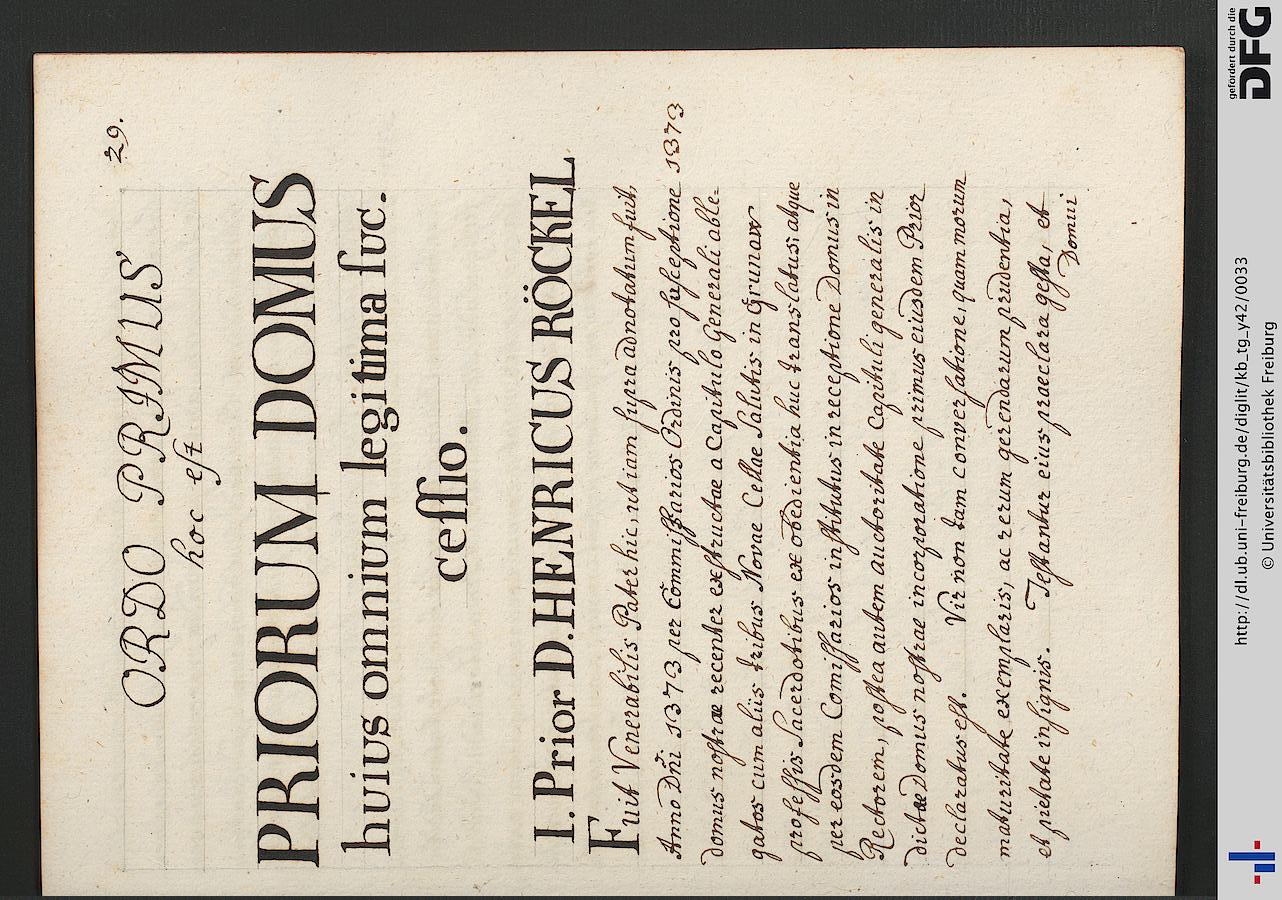 29.
ORDO PRIMUS
hoc est
PRIORUM DOMUS
huius omnium legitima suc.
cessio.
I. Prior D. HENRICUS RÖCKEL
Fuit Venerabilis Pater hic, ut iam supra adnotatum fuit,
Anno Dñi 1373 per Commissarios Ordinis pro susceptione 1373
domus nostrae recenter exstructae a Capitulo Generali able-
gatos cum aliis tribus Novae Cellae Salutis in Grunaw
professis Sacerdotibus ex obedientia huc translatus; atque
per eosdem Comissarios institutus in receptione Domus in
Rectorem, postea autem auctoritate Capituli generalis in
dictae Domus nostrae incorporatione primus eiusdem Prior
declaratus est. Vir non tam conversatione, quam morum
maturitate exemplaris, ac rerum gerendarum prudentia,
et pietate insignis. Testantur eius praeclara gesta, et
Domui
gefördert durch die
DFG
http://dl.ub.uni-freiburg.de/diglit/kb_tg_y42/0033
© Universitätsbibliothek Freiburg